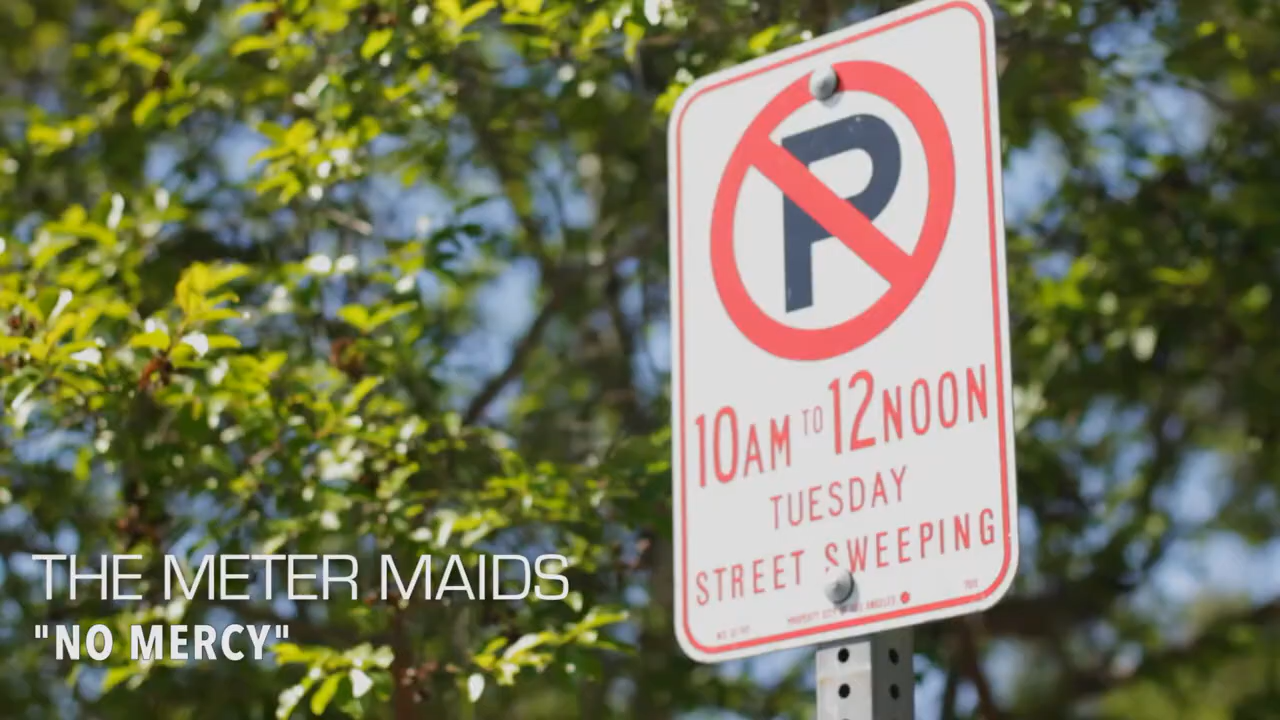 P
10AM TO 12NOON
TUESDAY
STREET SWEEPING
THE METER MAIDS
"NO MERCY"